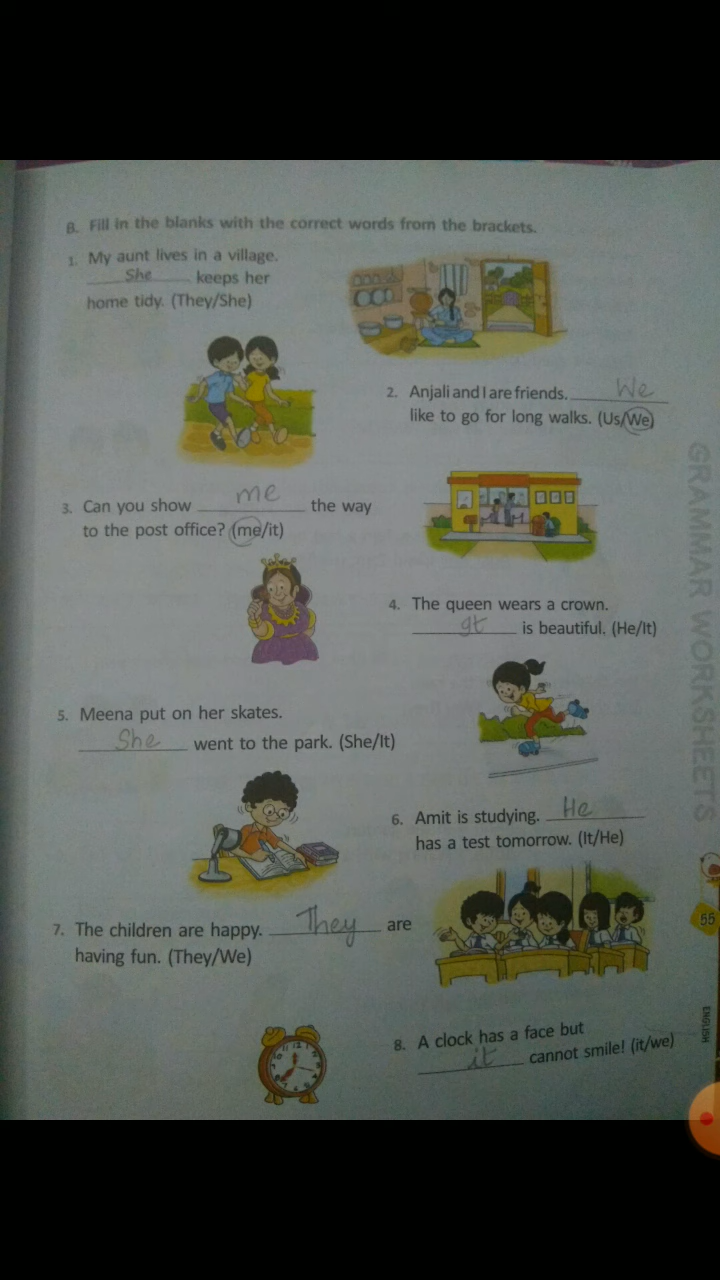 B. Fill in the blanks with the correct words from the brackets.
1. My aunt lives in a village.
She keeps her
home tidy. (They/She)
2. Anjali and I are friends. We
like to go for long walks. (Us/We)
3. Can you show me the way
to the post office? (me/it)
4. The queen wears a crown.
It is beautiful. (He/It)
5. Meena put on her skates.
She went to the park. (She/It)
6. Amit is studying. He
has a test tomorrow. (It/He)
7. The children are happy. They are
having fun. (They/We)
8. A clock has a face but
it cannot smile! (it/we)
GRAMMAR WORKSHEETS
55
ENGLISH